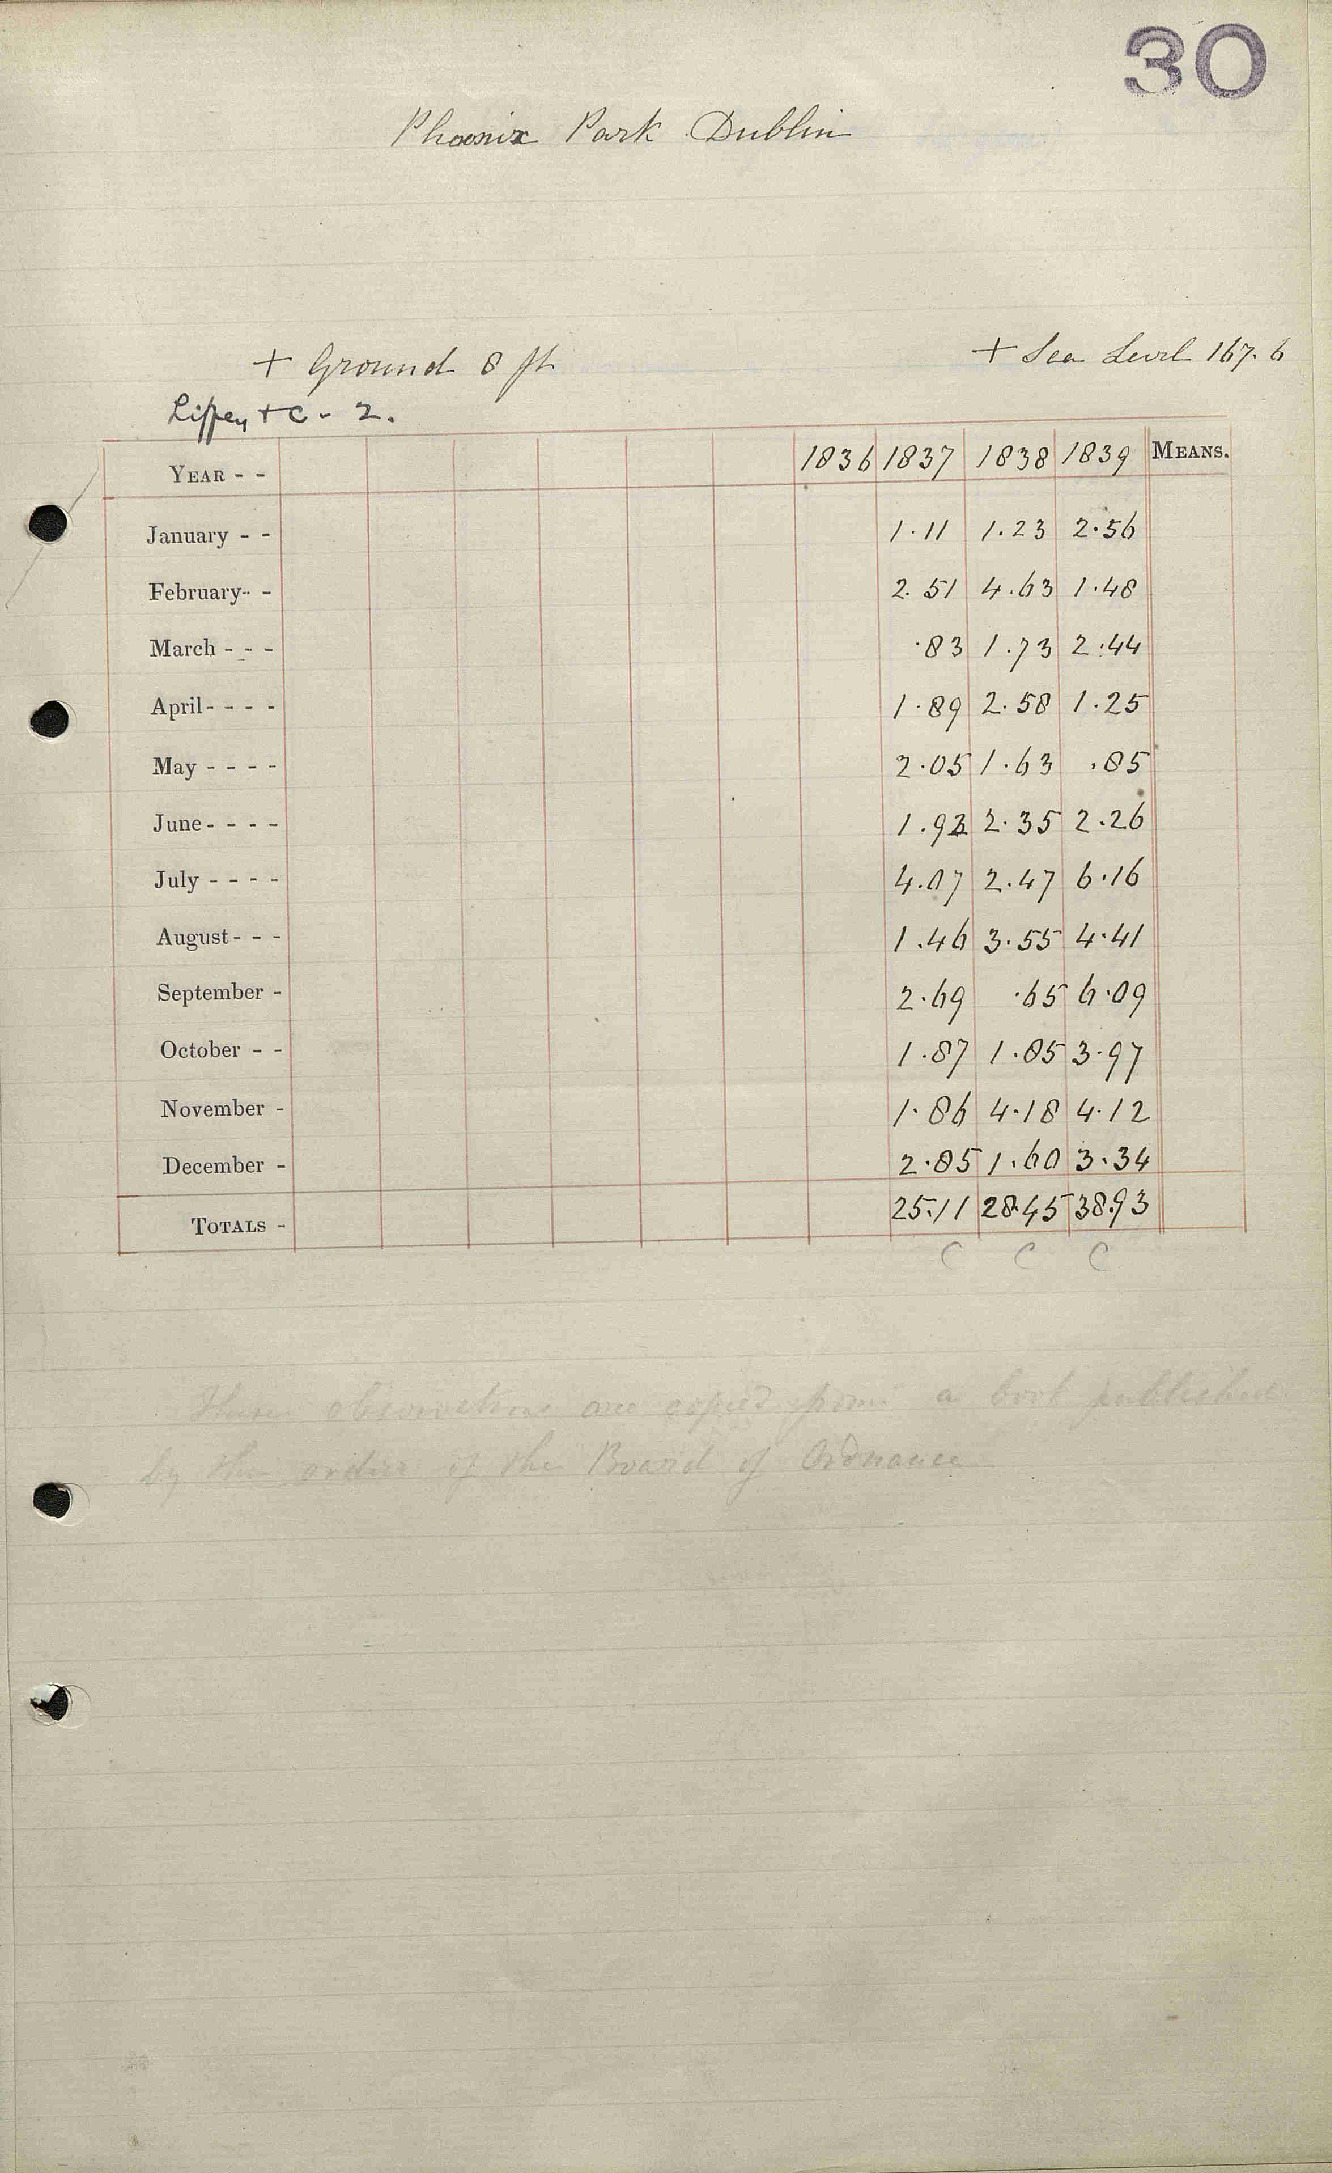 30
Phoenix Park Dublin
+ Ground 8 ft
+ Sea Level 167.6
Liffey + C - 2.
YEAR - - 1836 1837 1838 1839 MEANS.
January - - 1.11 1.23 2.56
February - - 2.51 4.63 1.48
March - - - .83 1.73 2.44
April - - - - 1.89 2.58 1.25
May - - - - 2.05 1.63 .85
June - - - - 1.92 2.35 2.26
July - - - - 4.07 2.47 6.16
August - - - 1.46 3.55 4.41
September - 2.69 .65 6.09
October - - 1.87 1.85 3.97
November - 1.86 4.18 4.12
December - 2.85 1.60 3.34
TOTALS - 25.11 28.45 38.93
C C C
These observations are copied from a book published
by the orders of the Board of Ordnance